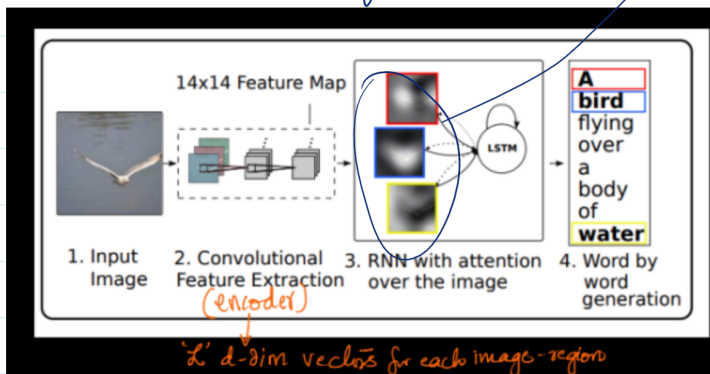 14x14 Feature Map
LSTM
A
bird
flying
over
a
body
of
water
1. Input
Image
2. Convolutional
Feature Extraction
3. RNN with attention
over the image
4. Word by
word
generation
(encoder)
'L' d-dim vectors for each image-region